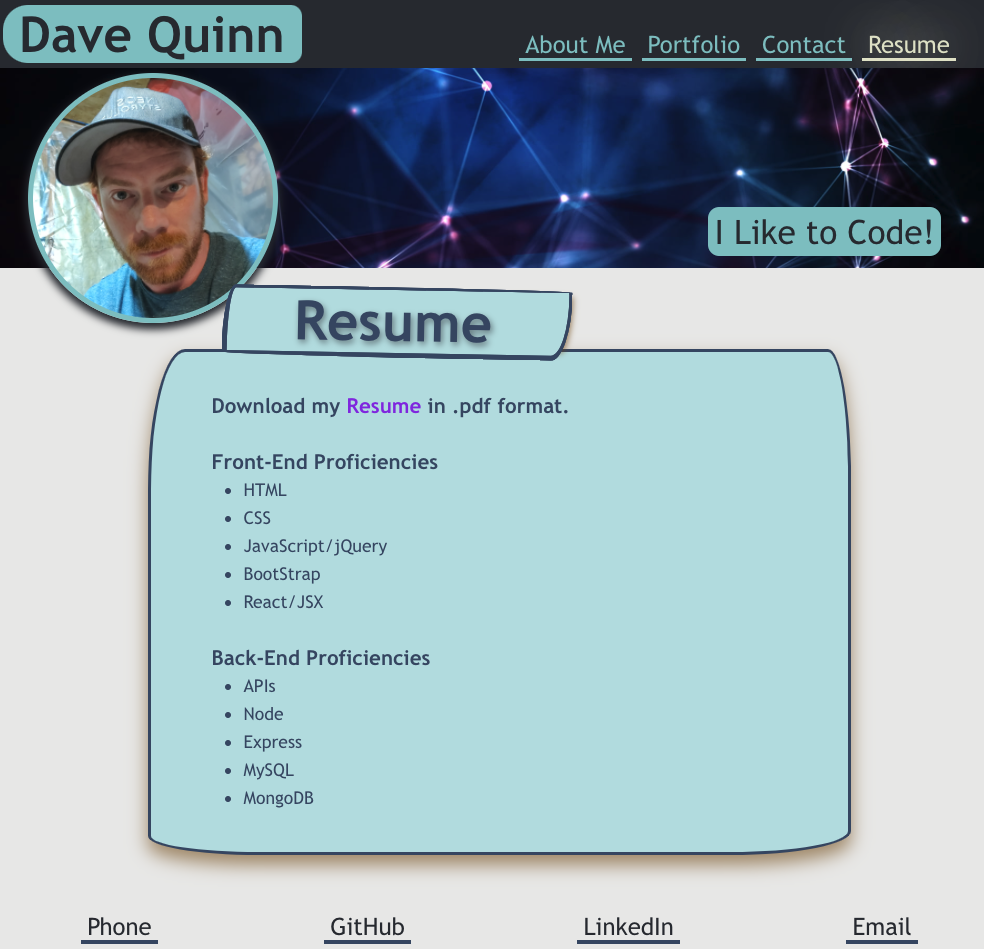 Dave Quinn
About Me Portfolio Contact Resume
I Like to Code!
Resume
Download my Resume in .pdf format.
Front-End Proficiencies
• HTML
• CSS
• JavaScript/jQuery
• BootStrap
• React/JSX
Back-End Proficiencies
• APIs
• Node
• Express
• MySQL
• MongoDB
Phone GitHub LinkedIn Email